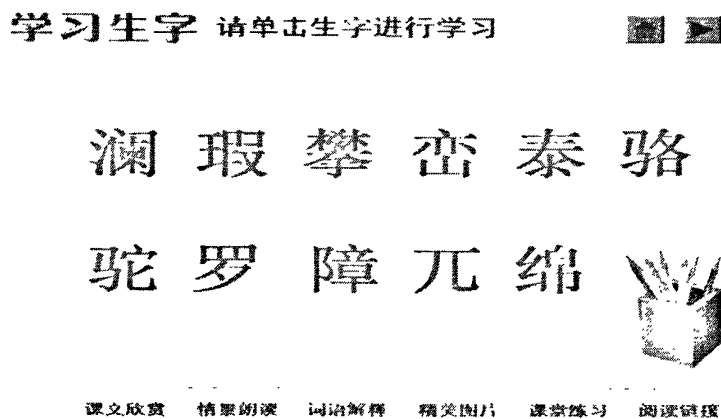 学习生字 请单击生字进行学习
澜 瑕 攀 峦 泰 骆
驼 罗 障 兀 绵
课文欣赏 情景朗读 词语解释 精美图片 课堂练习 阅读链接